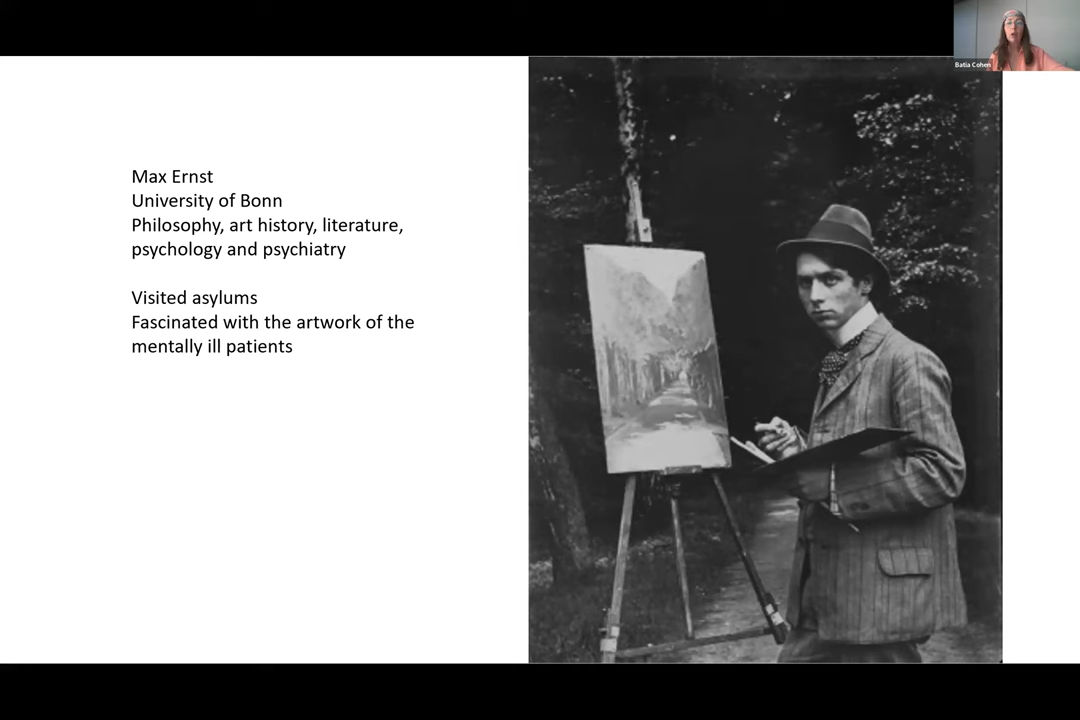 Max Ernst
University of Bonn
Philosophy, art history, literature,
psychology and psychiatry
Visited asylums
Fascinated with the artwork of the
mentally ill patients
Batia Cohen